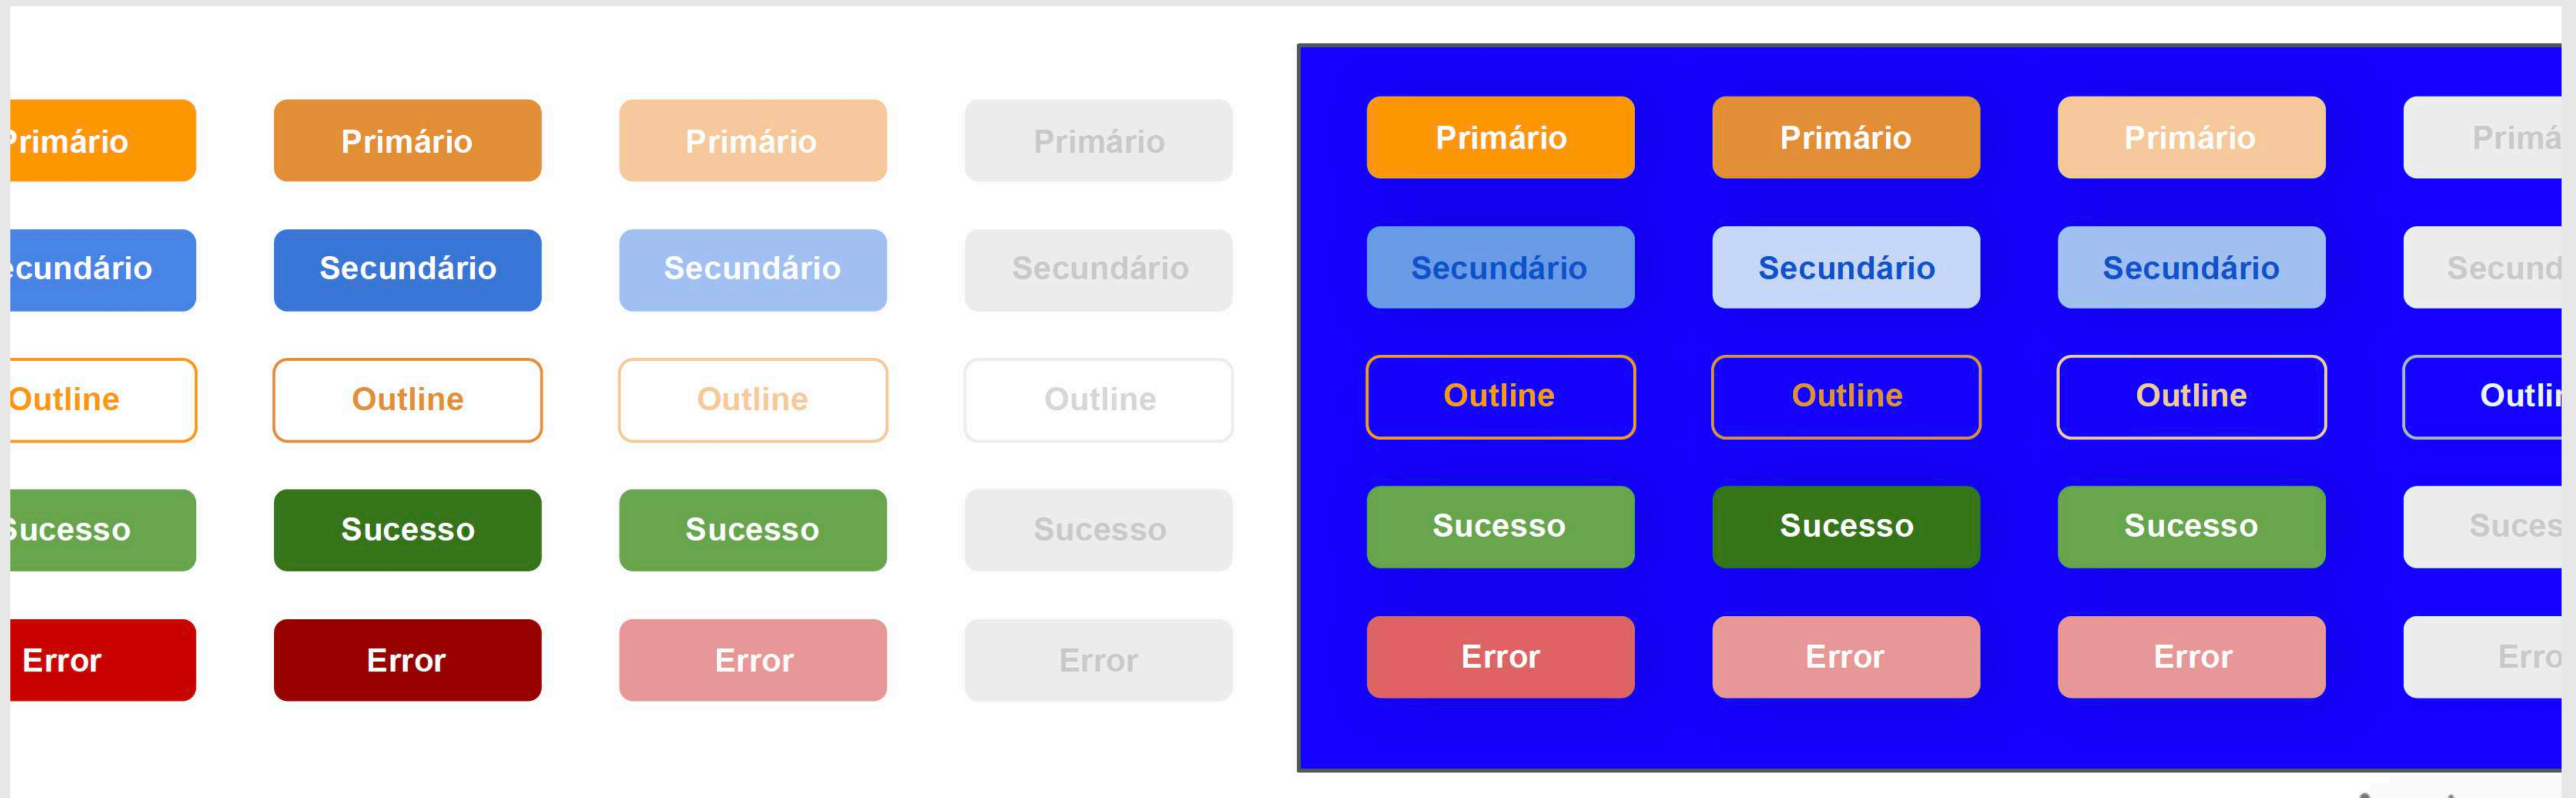 Primário Primário Primário Primário Primário Primário Primário
Secundário Secundário Secundário Secundário Secundário Secundário
Outline Outline Outline Outline Outline Outline Outline
Sucesso Sucesso Sucesso Sucesso Sucesso Sucesso
Error Error Error Error Error Error Error